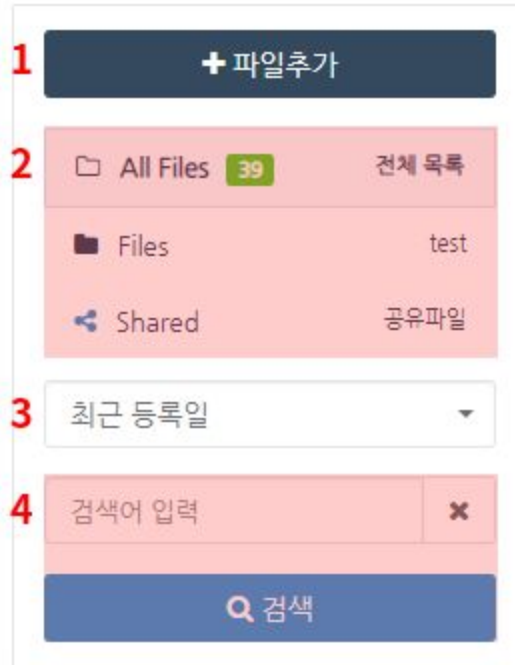 1 파일추가
2 All Files 39 전체 목록
Files test
Shared 공유파일
3 최근 등록일
4 검색어 입력
검색